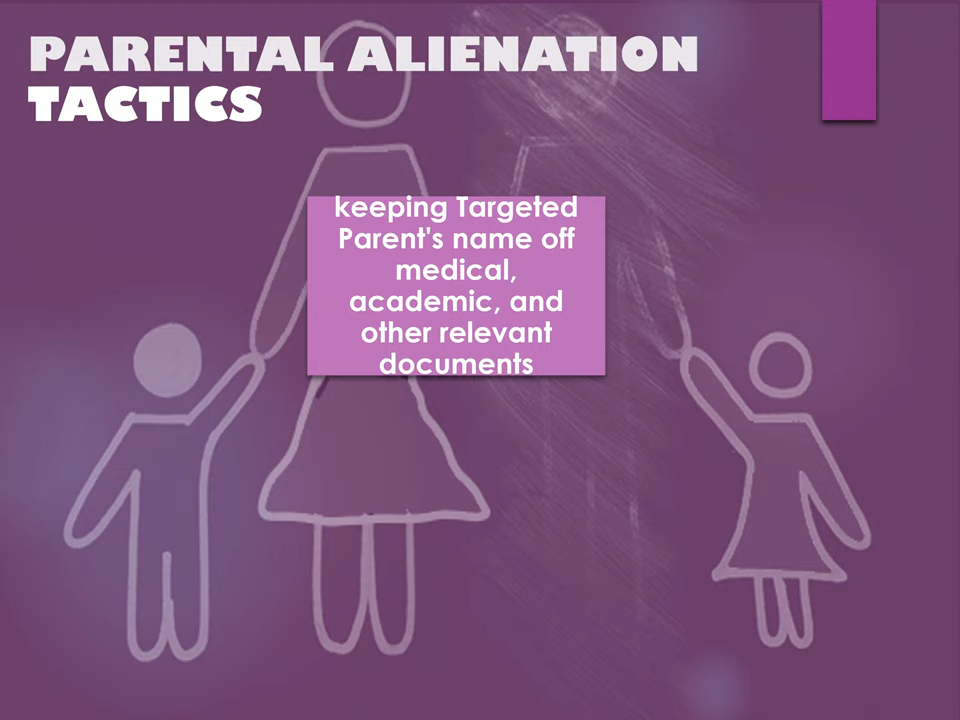 PARENTAL ALIENATION
TACTICS
keeping Targeted
Parent's name off
medical,
academic, and
other relevant
documents